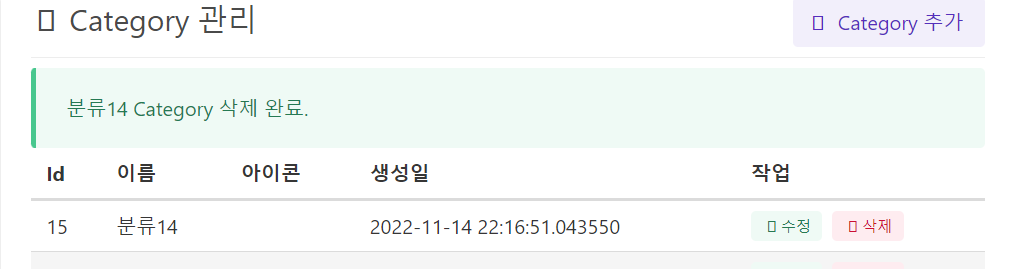 Category 관리
Category 추가
분류14 Category 삭제 완료.
Id 이름 아이콘 생성일 작업
15 분류14 2022-11-14 22:16:51.043550 수정 삭제